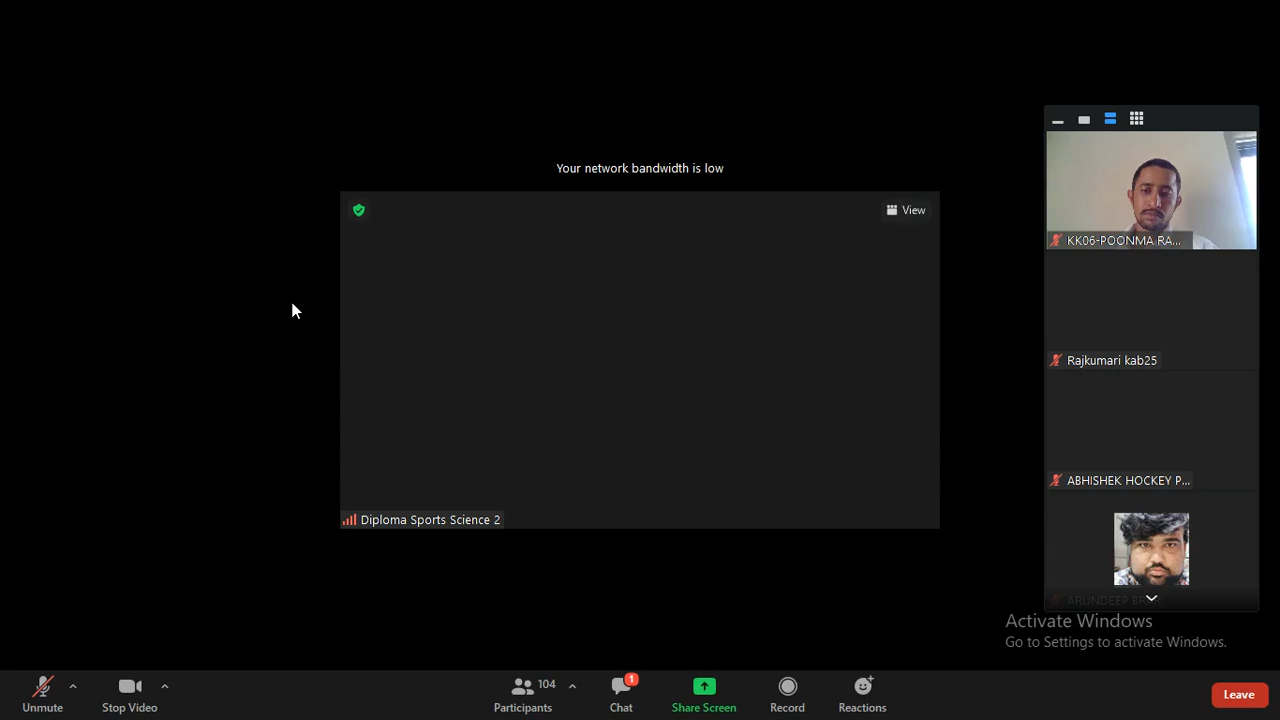 Your network bandwidth is low
View
KK06-POONMA RA...
Rajkumari kab25
ABHISHEK HOCKEY P...
Diploma Sports Science 2
Activate Windows
Go to Settings to activate Windows.
Unmute
Stop Video
104
Participants
1
Chat
Share Screen
Record
Reactions
Leave